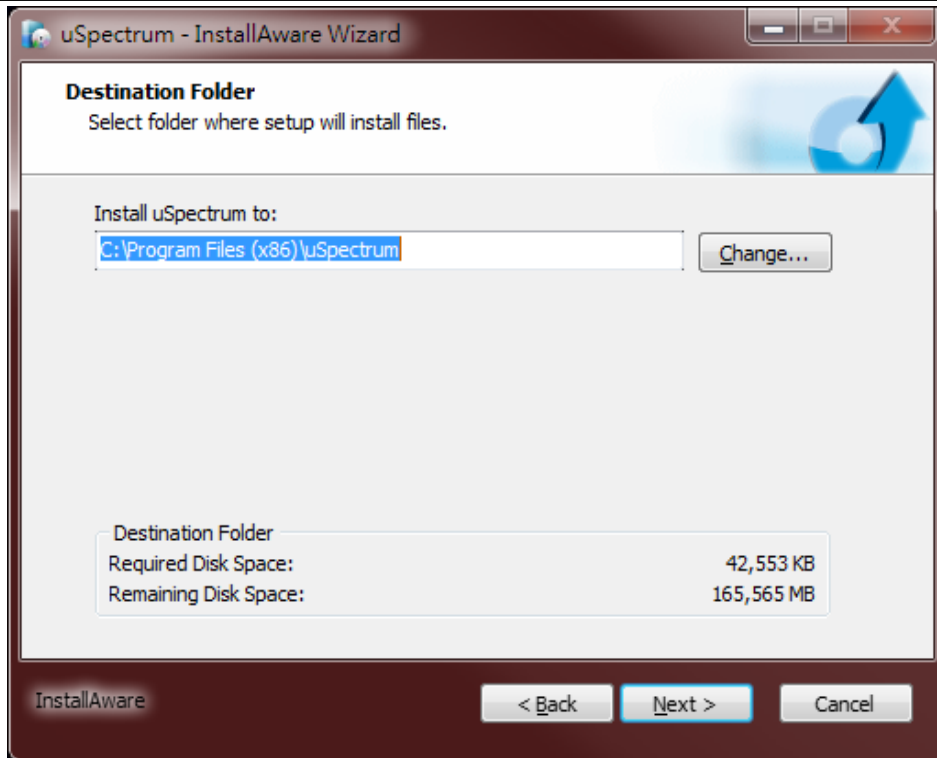 uSpectrum - InstallAware Wizard
Destination Folder
Select folder where setup will install files.
Install uSpectrum to:
C:\Program Files (x86)\uSpectrum
Change...
Destination Folder
Required Disk Space: 42,553 KB
Remaining Disk Space: 165,565 MB
InstallAware
< Back Next > Cancel